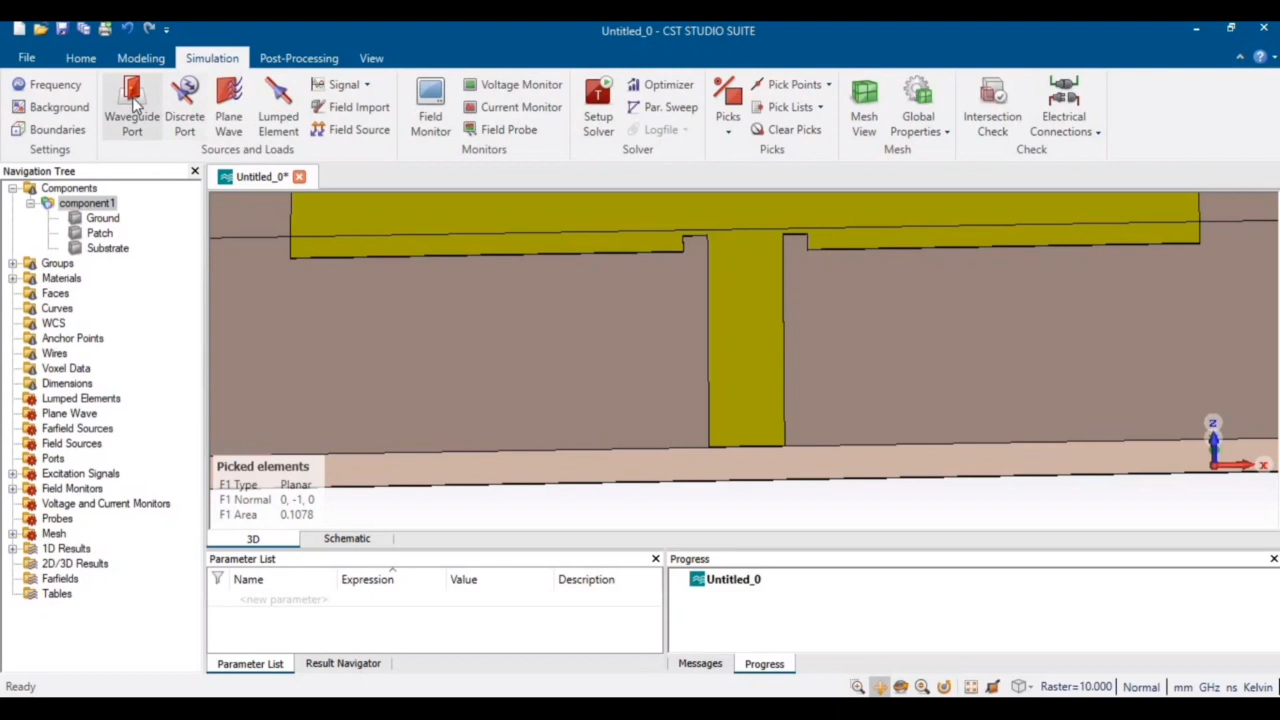 Untitled_0 - CST STUDIO SUITE
File
Home
Modeling
Simulation
Post-Processing
View
Frequency
Background
Boundaries
Settings
Waveguide
Port
Discrete
Port
Plane
Wave
Lumped
Element
Signal
Field Import
Field Source
Sources and Loads
Field
Monitor
Voltage Monitor
Current Monitor
Field Probe
Monitors
Setup
Solver
Optimizer
Par. Sweep
Logfile
Solver
Picks
Pick Points
Pick Lists
Clear Picks
Picks
Mesh
View
Global
Properties
Mesh
Intersection
Check
Electrical
Connections
Check
Navigation Tree
Components
component1
Ground
Patch
Substrate
Groups
Materials
Faces
Curves
WCS
Anchor Points
Wires
Voxel Data
Dimensions
Lumped Elements
Plane Wave
Farfield Sources
Field Sources
Ports
Excitation Signals
Field Monitors
Voltage and Current Monitors
Probes
Mesh
1D Results
2D/3D Results
Farfields
Tables
Untitled_0*
z
x
Picked elements
F1 Type Planar
F1 Normal 0, -1, 0
F1 Area 0.1078
3D
Schematic
Parameter List
Name
Expression
Value
Description
<new parameter>
Parameter List
Result Navigator
Progress
Untitled_0
Messages
Progress
Ready
Raster=10.000
Normal
mm GHz ns Kelvin